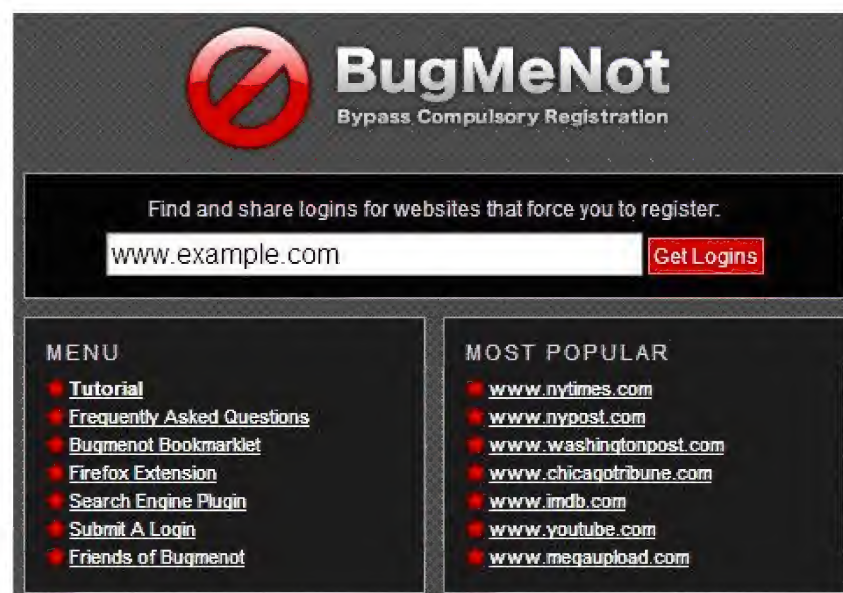 BugMeNot
Bypass Compulsory Registration
Find and share logins for websites that force you to register:
www.example.com
Get Logins
MENU
Tutorial
Frequently Asked Questions
Bugmenot Bookmarklet
Firefox Extension
Search Engine Plugin
Submit A Login
Friends of Bugmenot
MOST POPULAR
www.nytimes.com
www.nypost.com
www.washingtonpost.com
www.chicagotribune.com
www.imdb.com
www.youtube.com
www.megaupload.com